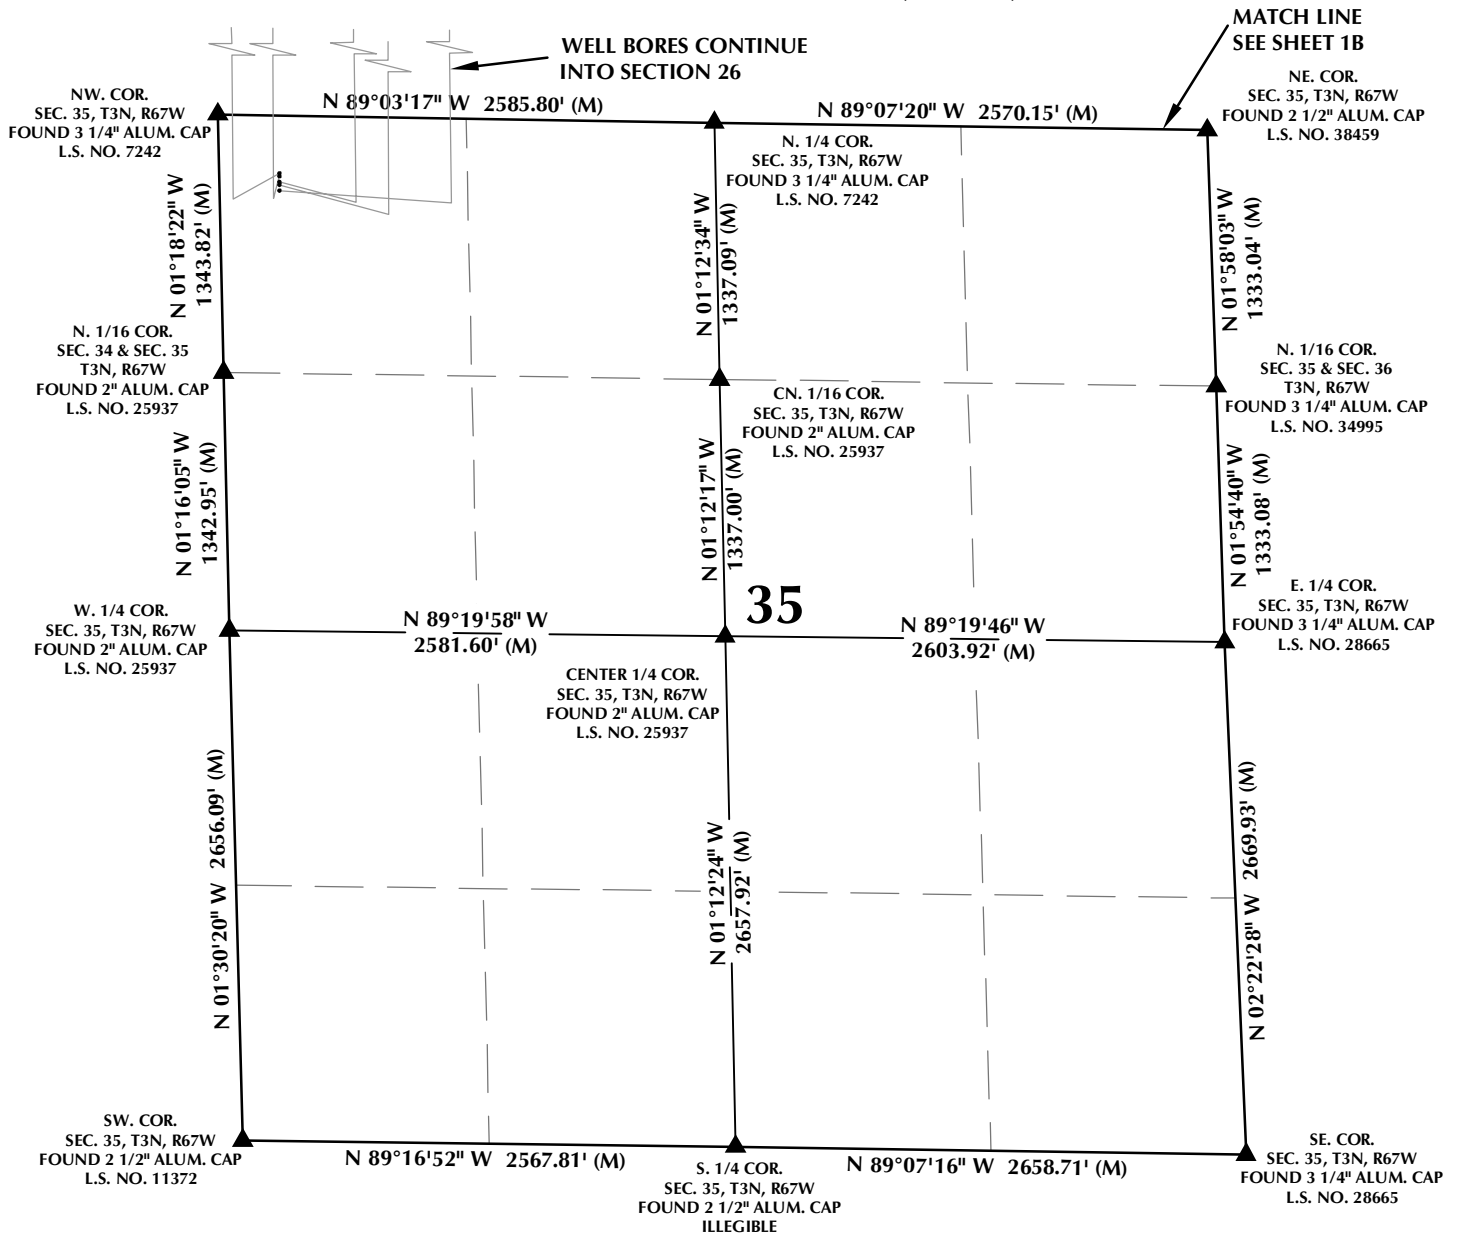 MATCH LINE
SEE SHEET 1B
WELL BORES CONTINUE
INTO SECTION 26
NW. COR.
SEC. 35, T3N, R67W
FOUND 3 1/4" ALUM. CAP
L.S. NO. 7242
N 89°03'17" W 2585.80' (M)
N 89°07'20" W 2570.15' (M)
NE. COR.
SEC. 35, T3N, R67W
FOUND 2 1/2" ALUM. CAP
L.S. NO. 38459
N. 1/4 COR.
SEC. 35, T3N, R67W
FOUND 3 1/4" ALUM. CAP
L.S. NO. 7242
N 01°18'22" W
1343.82' (M)
N 01°12'34" W
1337.09' (M)
N 01°58'03" W
1333.04' (M)
N. 1/16 COR.
SEC. 34 & SEC. 35
T3N, R67W
FOUND 2" ALUM. CAP
L.S. NO. 25937
CN. 1/16 COR.
SEC. 35, T3N, R67W
FOUND 2" ALUM. CAP
L.S. NO. 25937
N. 1/16 COR.
SEC. 35 & SEC. 36
T3N, R67W
FOUND 3 1/4" ALUM. CAP
L.S. NO. 34995
N 01°16'05" W
1342.95' (M)
N 01°12'17" W
1337.00' (M)
N 01°54'40" W
1333.08' (M)
W. 1/4 COR.
SEC. 35, T3N, R67W
FOUND 2" ALUM. CAP
L.S. NO. 25937
N 89°19'58" W
2581.60' (M)
35
N 89°19'46" W
2603.92' (M)
E. 1/4 COR.
SEC. 35, T3N, R67W
FOUND 3 1/4" ALUM. CAP
L.S. NO. 28665
CENTER 1/4 COR.
SEC. 35, T3N, R67W
FOUND 2" ALUM. CAP
L.S. NO. 25937
N 01°30'20" W 2656.09' (M)
N 01°12'24" W
2657.92' (M)
N 02°22'28" W 2669.93' (M)
SW. COR.
SEC. 35, T3N, R67W
FOUND 2 1/2" ALUM. CAP
L.S. NO. 11372
N 89°16'52" W 2567.81' (M)
S. 1/4 COR.
SEC. 35, T3N, R67W
FOUND 2 1/2" ALUM. CAP
ILLEGIBLE
N 89°07'16" W 2658.71' (M)
SE. COR.
SEC. 35, T3N, R67W
FOUND 3 1/4" ALUM. CAP
L.S. NO. 28665